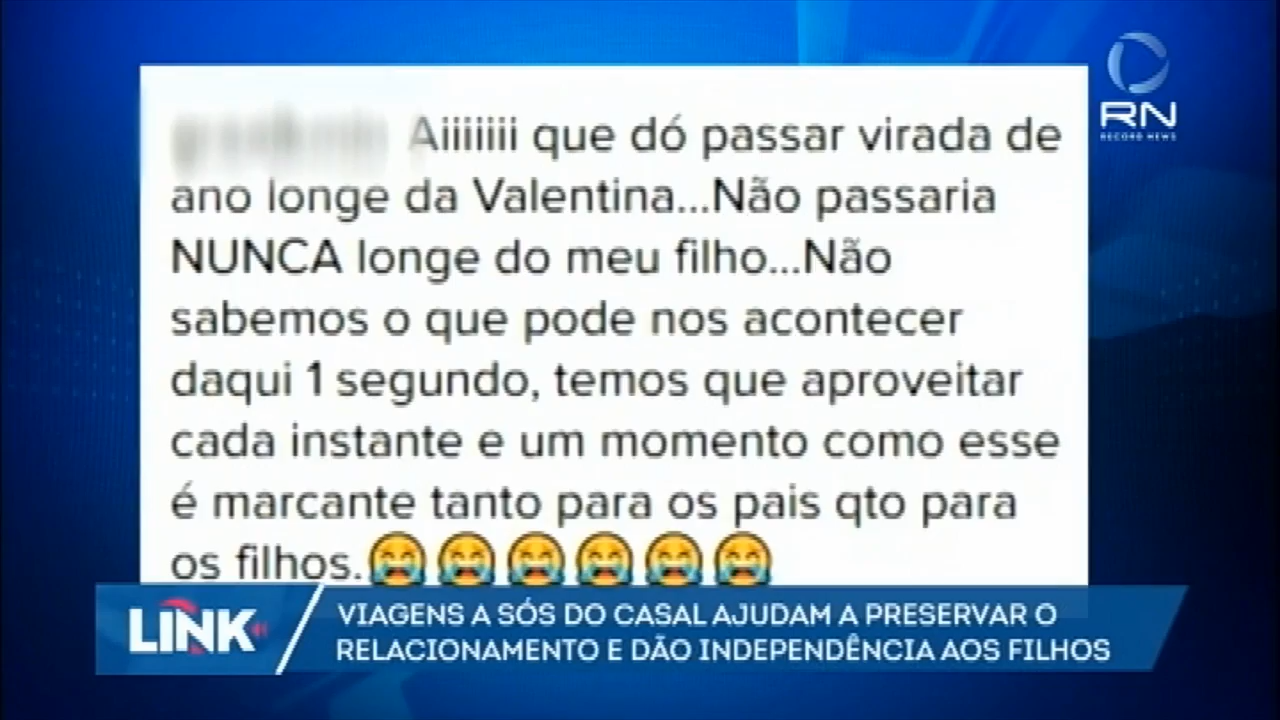 Aiiiiiii que dó passar virada de
ano longe da Valentina...Não passaria
NUNCA longe do meu filho...Não
sabemos o que pode nos acontecer
daqui 1 segundo, temos que aproveitar
cada instante e um momento como esse
é marcante tanto para os pais qto para
os filhos.😭😭😭😭😭😭
RN
RECORD NEWS
LINK
VIAGENS A SÓS DO CASAL AJUDAM A PRESERVAR O
RELACIONAMENTO E DÃO INDEPENDÊNCIA AOS FILHOS